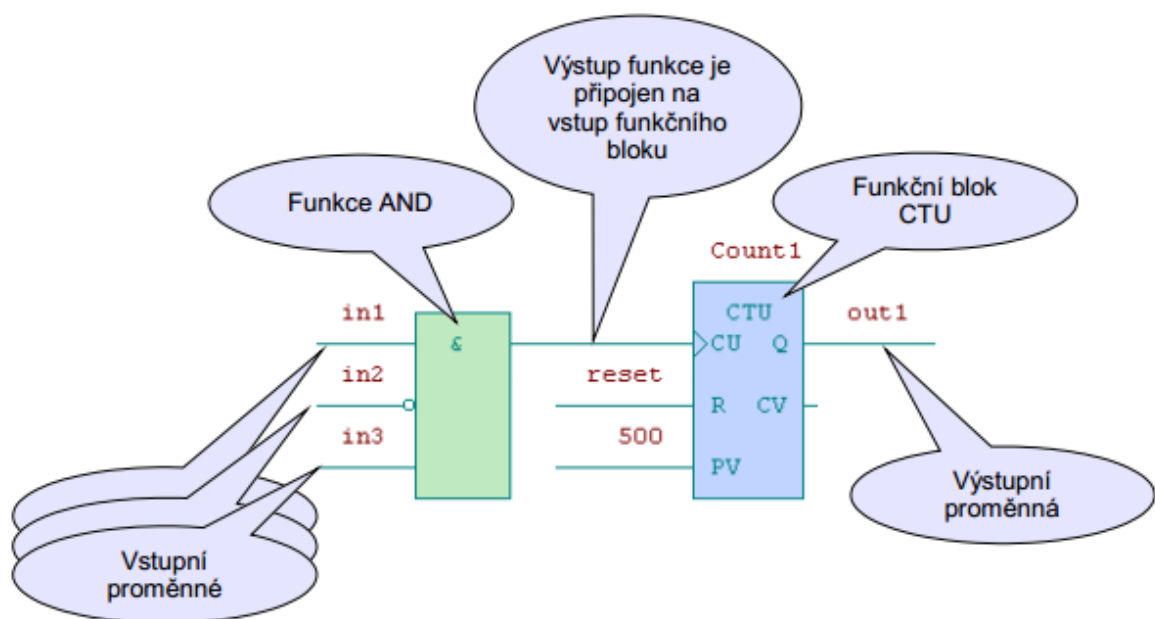 Výstup funkce je
připojen na
vstup funkčního
bloku
Funkce AND
Funkční blok
CTU
Count1
in1
&
CTU
out1
CU Q
in2
reset
R CV
in3
500
PV
Výstupní
proměnná
Vstupní
proměnné